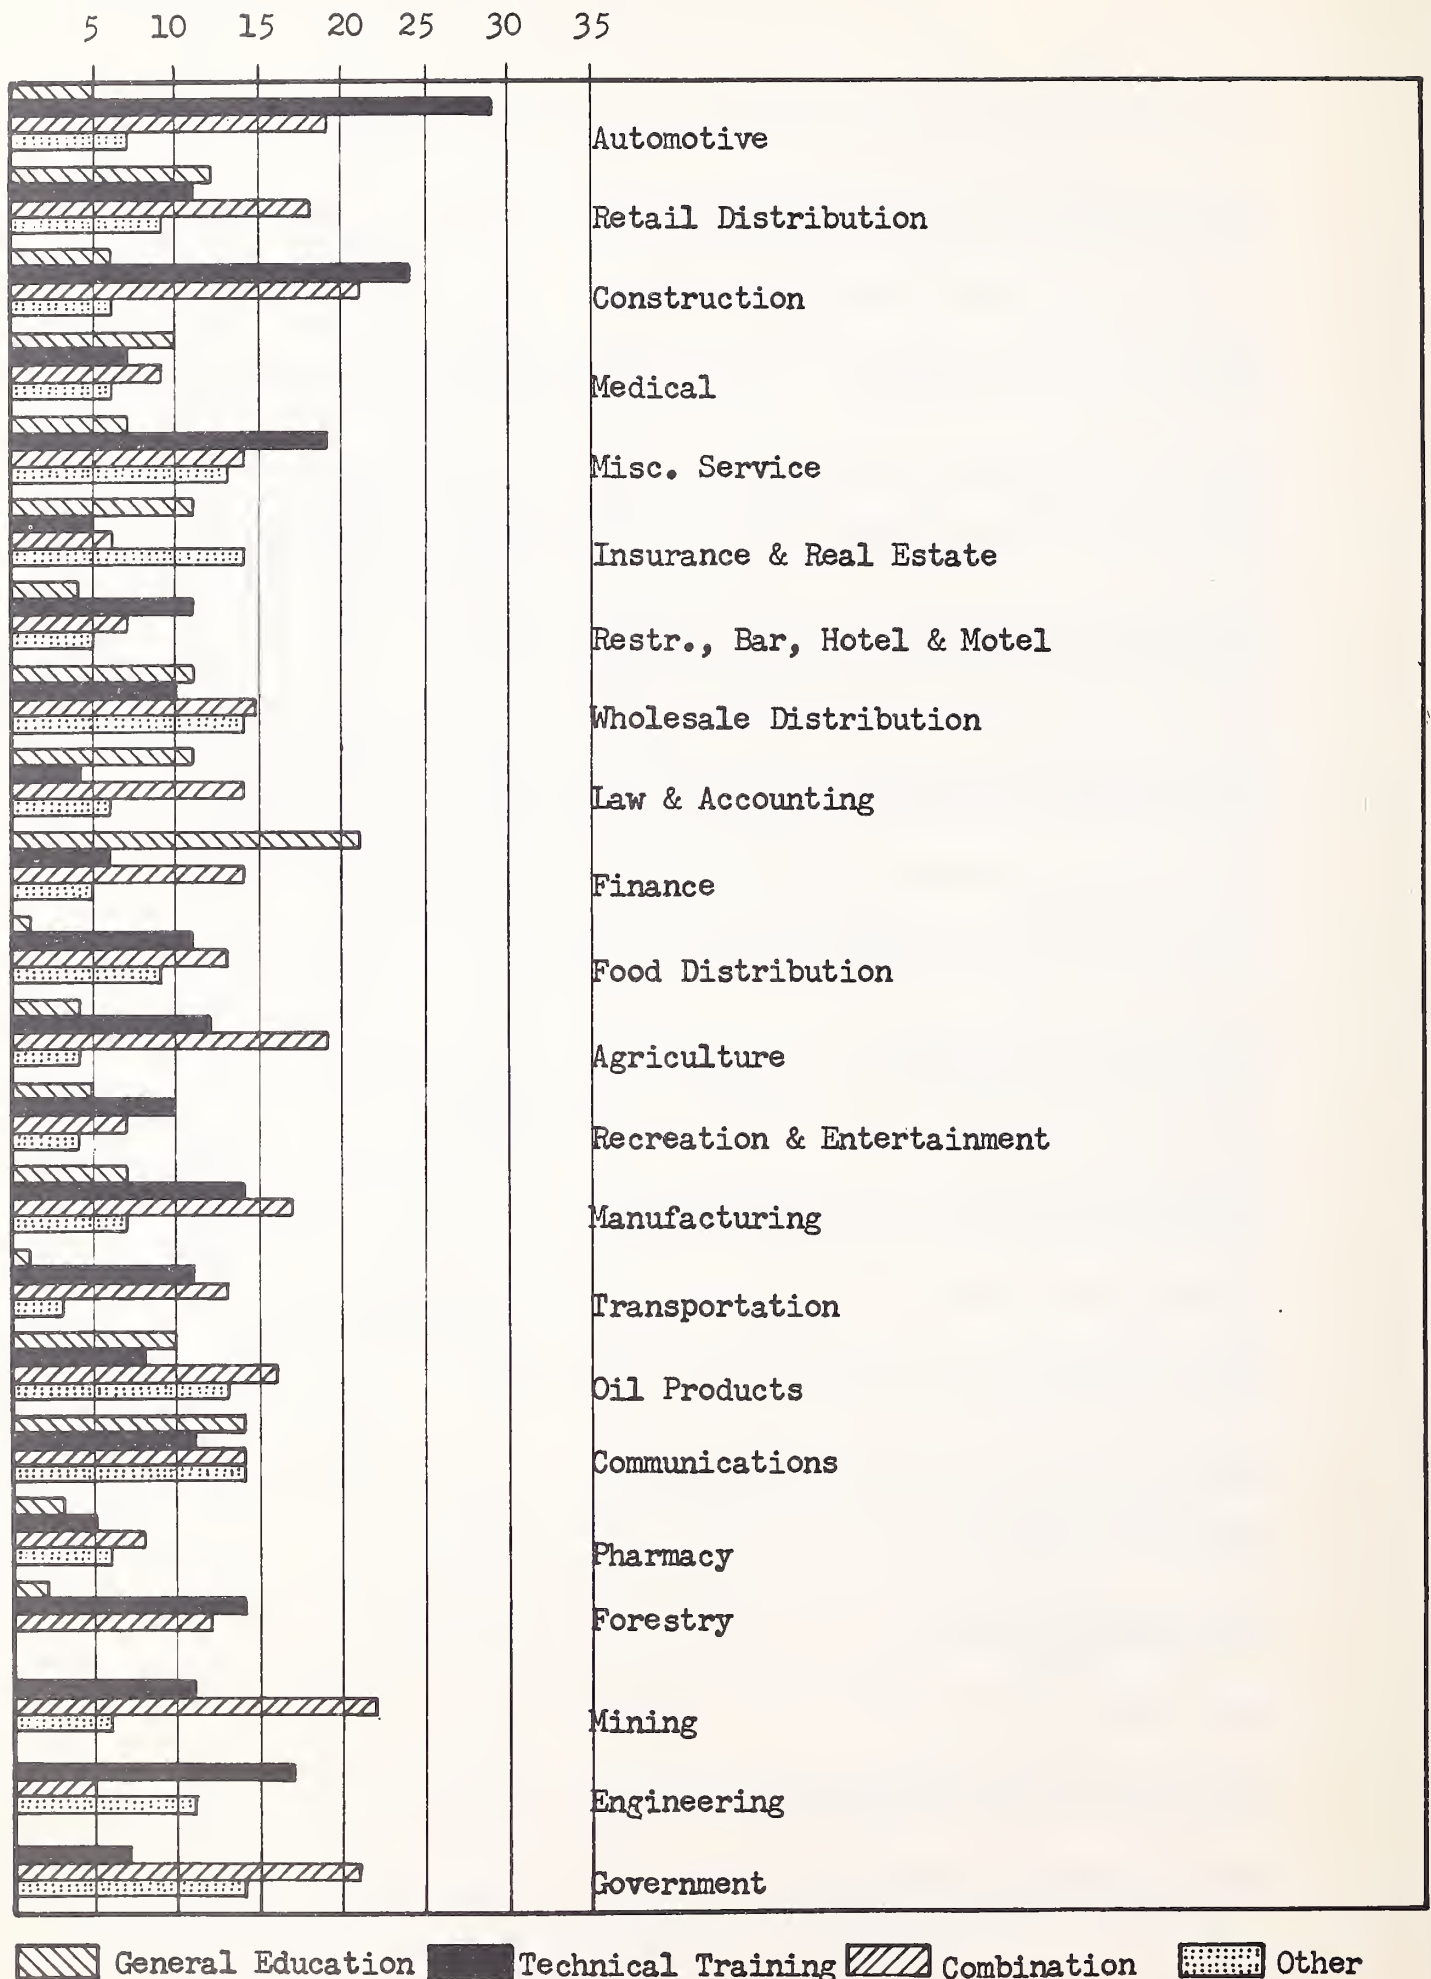 5 10 15 20 25 30 35
Automotive
Retail Distribution
Construction
Medical
Misc. Service
Insurance & Real Estate
Restr., Bar, Hotel & Motel
Wholesale Distribution
Law & Accounting
Finance
Food Distribution
Agriculture
Recreation & Entertainment
Manufacturing
Transportation
Oil Products
Communications
Pharmacy
Forestry
Mining
Engineering
Government
General Education Technical Training Combination Other